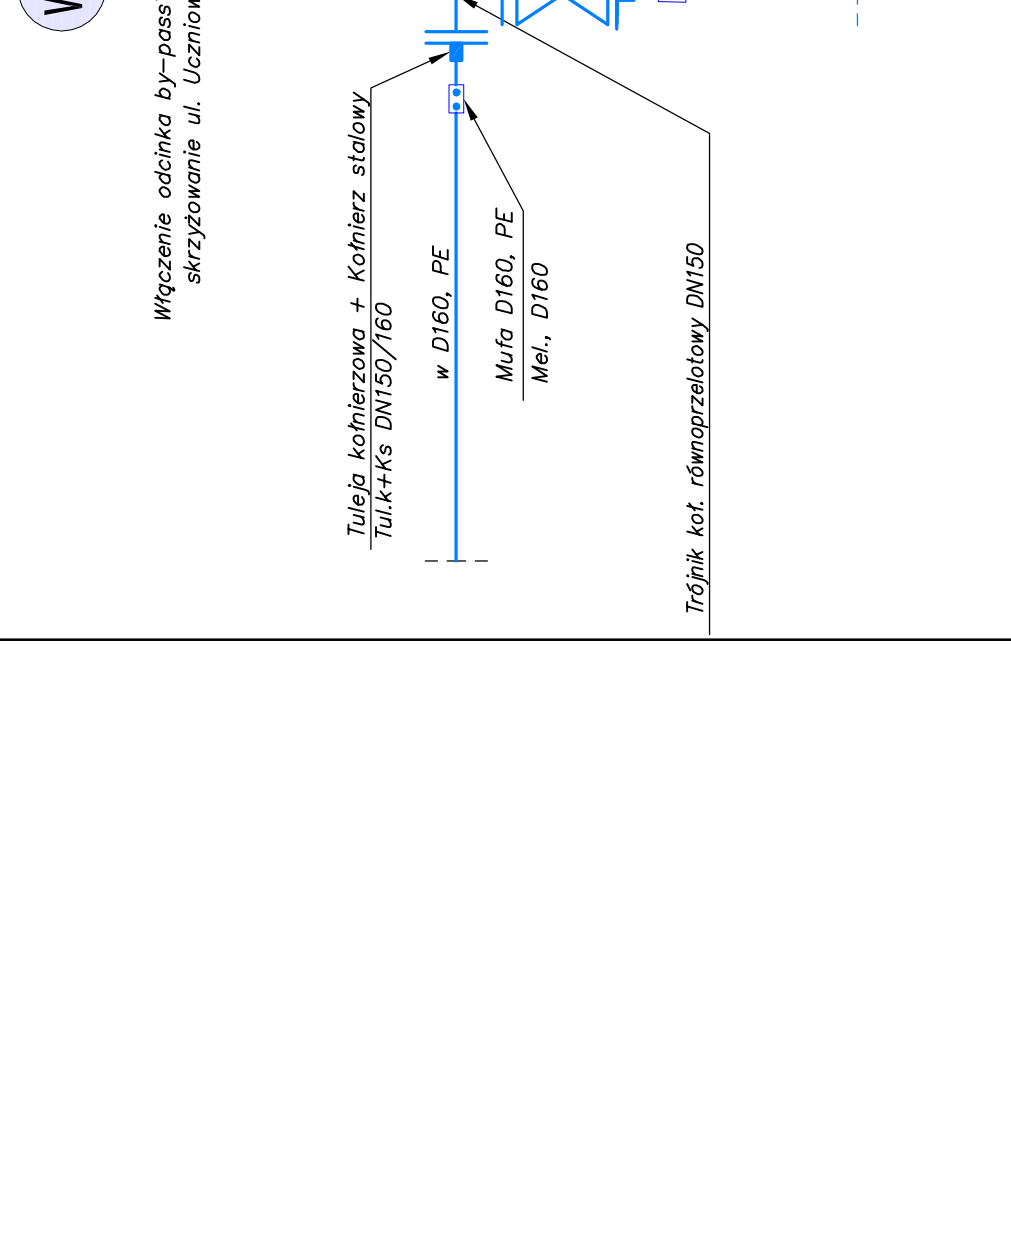 Włączenie odcinka by-pass
skrzyżowanie ul.
Tuleja kołnierzowa + Kołnierz stalowy
Tul.k+Ks DN150/160
w D160, PE
Mufa D160, PE
Mel., D160
Trójnik koł. równoprzelotowy DN150